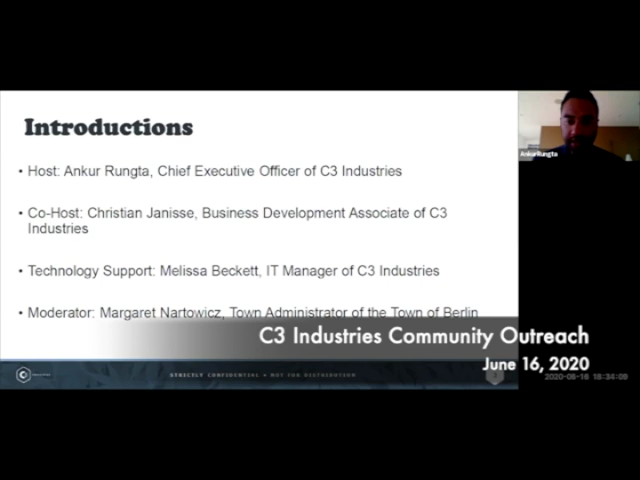 Introductions
• Host: Ankur Rungta, Chief Executive Officer of C3 Industries
• Co-Host: Christian Janisse, Business Development Associate of C3
Industries
• Technology Support: Melissa Beckett, IT Manager of C3 Industries
• Moderator: Margaret Nartowicz, Town Administrator of the Town of Berlin
Ankur Rungta
C3 Industries Community Outreach
June 16, 2020
STRICTLY CONFIDENTIAL • NOT FOR DISTRIBUTION
2020-06-16 18:34:09